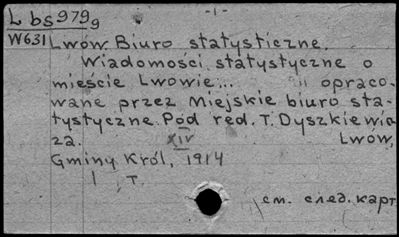 L bs 979g
- 1 -
W631
Lwów. Biuro statystyczne.
Wiadomości statystyczne o
mieście Lwowie... opraco-
wane przez Miejskie biuro sta-
tystyczne. Pod red. T. Dyszkiewi-
za. XIV Lwów,
Gminy Król, 1914
1 т.
см. след. карт